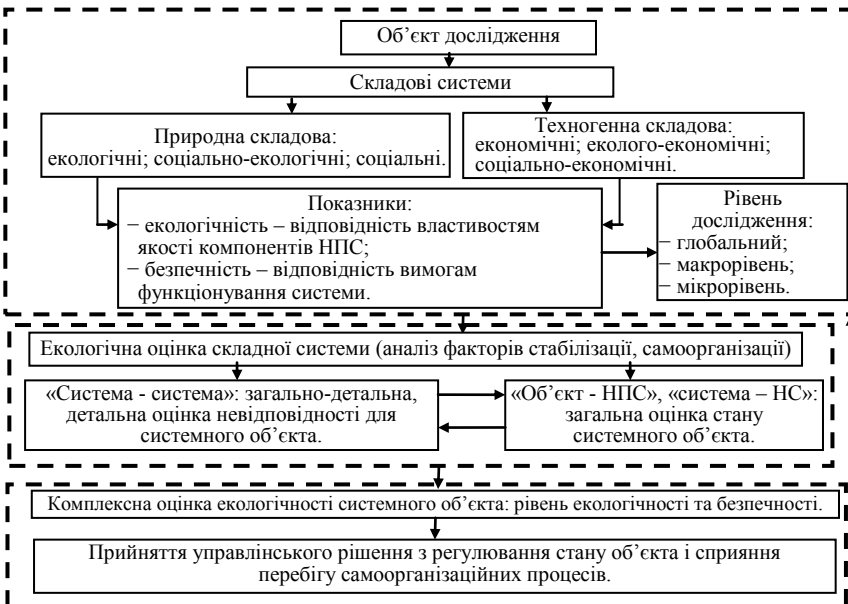 Об’єкт дослідження
Складові системи
Природна складова:
екологічні; соціально-екологічні; соціальні.
Техногенна складова:
економічні; еколого-економічні;
соціально-економічні.
Показники:
− екологічність – відповідність властивостям
якості компонентів НПС;
− безпечність – відповідність вимогам
функціонування системи.
Рівень
дослідження:
− глобальний;
− макрорівень;
− мікрорівень.
Екологічна оцінка складної системи (аналіз факторів стабілізації, самоорганізації)
«Система - система»: загально-детальна,
детальна оцінка невідповідності для
системного об’єкта.
«Об’єкт - НПС», «система – НС»:
загальна оцінка стану
системного об’єкта.
Комплексна оцінка екологічності системного об’єкта: рівень екологічності та безпечності.
Прийняття управлінського рішення з регулювання стану об’єкта і сприяння
перебігу самоорганізаційних процесів.